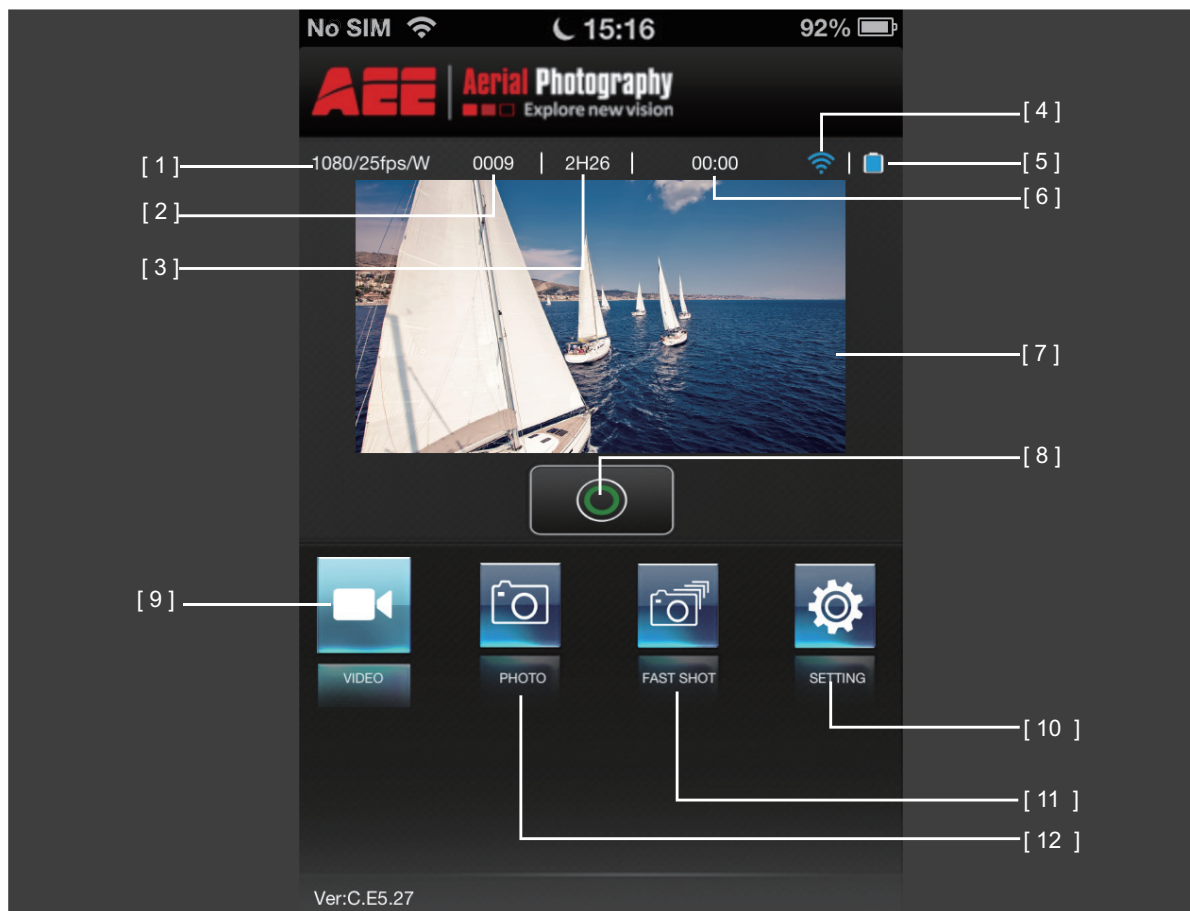 No SIM 15:16 92%
AEE Aerial Photography
Explore new vision
[ 4 ]
[ 1 ] 1080/25fps/W 0009 | 2H26 | 00:00 | [ 5 ]
[ 2 ] [ 6 ]
[ 3 ]
[ 7 ]
[ 8 ]
[ 9 ]
VIDEO PHOTO FAST SHOT SETTING
[ 10 ]
[ 11 ]
[ 12 ]
Ver:C.E5.27